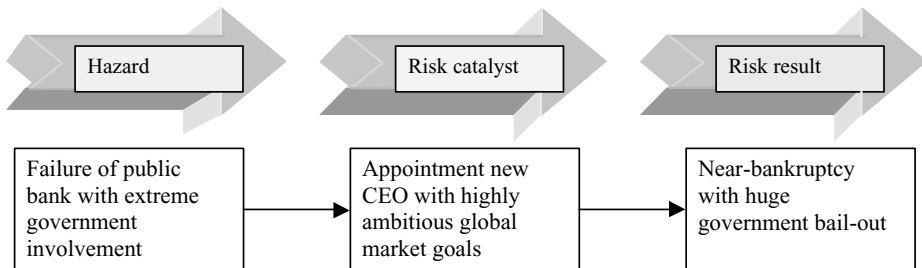 Hazard
Risk catalyst
Risk result
Failure of public
bank with extreme
government
involvement
Appointment new
CEO with highly
ambitious global
market goals
Near-bankruptcy
with huge
government bail-out